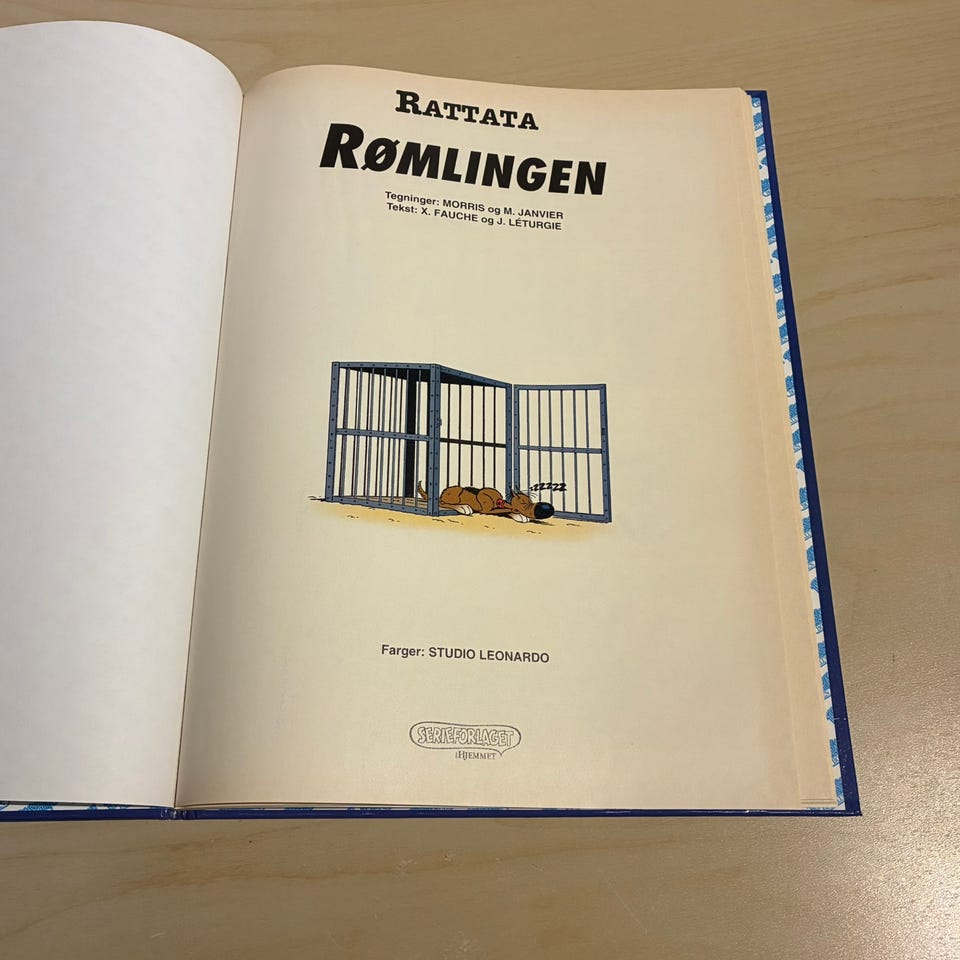 RATTATA
RØMLINGEN
Tegninger: MORRIS og M. JANVIER
Tekst: X. FAUCHE og J. LÉTURGIE
ZZZZZ
Farger: STUDIO LEONARDO
SERIEFORLAGET
HJEMMET